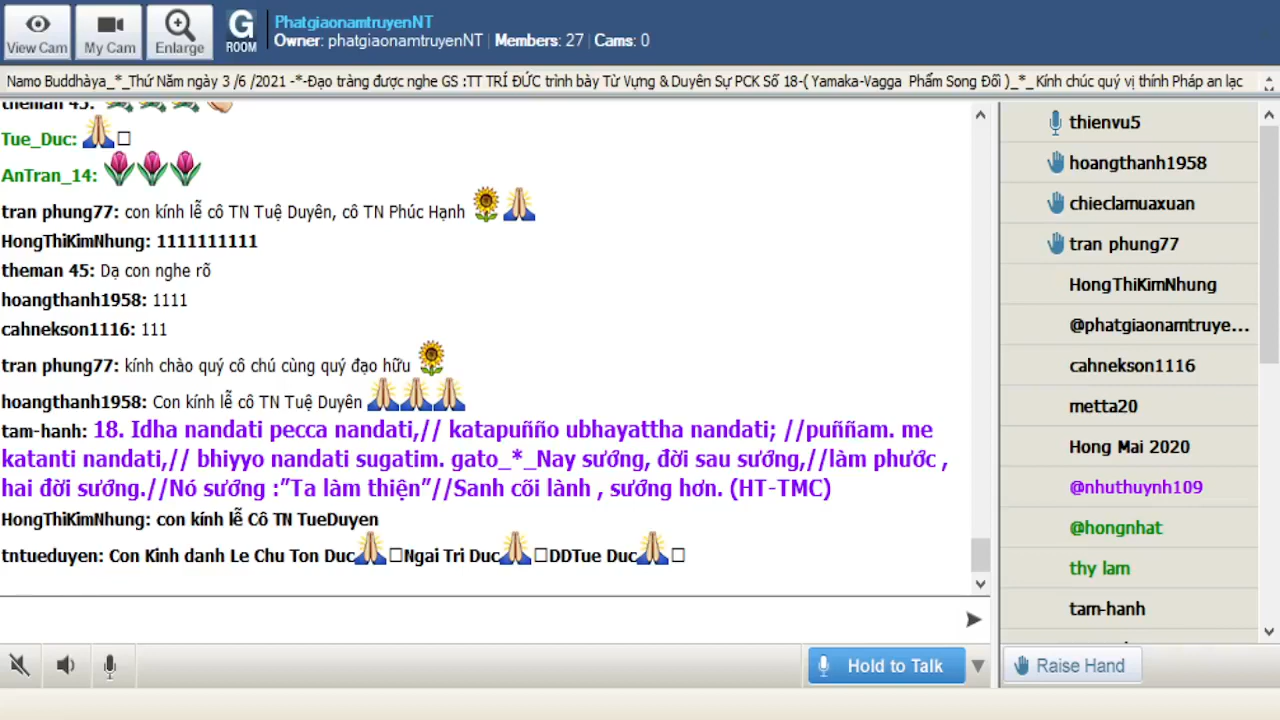 View Cam
My Cam
Enlarge
G
ROOM
PhatgiaonamtruyenNT
Owner: phatgiaonamtruyenNT | Members: 27 | Cams: 0
Namo Buddhàya_*_Thứ Năm ngày 3 /6 /2021 -*-Đạo tràng được nghe GS :TT TRÍ ĐỨC trình bày Từ Vựng & Duyên Sự PCK Số 18-( Yamaka-Vagga Phẩm Song Đối )_*_Kính chúc quý vị thính Pháp an lạc
theman 45:
Tue_Duc:
AnTran_14:
tran phung77: con kính lễ cô TN Tuệ Duyên, cô TN Phúc Hạnh
HongThiKimNhung: 1111111111
theman 45: Dạ con nghe rõ
hoangthanh1958: 1111
cahnekson1116: 111
tran phung77: kính chào quý cô chú cùng quý đạo hữu
hoangthanh1958: Con kính lễ cô TN Tuệ Duyên
tam-hanh: 18. Idha nandati pecca nandati,// katapuñño ubhayattha nandati; //puññam. me
katanti nandati,// bhiyyo nandati sugatim. gato_*_Nay sướng, đời sau sướng,//làm phước ,
hai đời sướng.//Nó sướng :”Ta làm thiện”//Sanh cõi lành , sướng hơn. (HT-TMC)
HongThiKimNhung: con kính lễ Cô TN TueDuyen
tntueduyen: Con Kinh danh Le Chu Ton Duc Ngai Tri Duc DDTue Duc
thienvu5
hoangthanh1958
chieclamuaxuan
tran phung77
HongThiKimNhung
@phatgiaonamtruye...
cahnekson1116
metta20
Hong Mai 2020
@nhuthuynh109
@hongnhat
thy lam
tam-hanh
Hold to Talk
Raise Hand